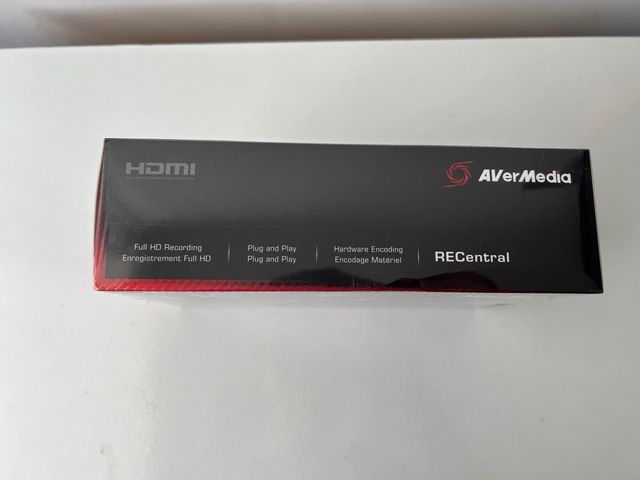 HDMI
AVerMedia
Full HD Recording
Enregistrement Full HD
Plug and Play
Plug and Play
Hardware Encoding
Encodage Matériel
RECentral